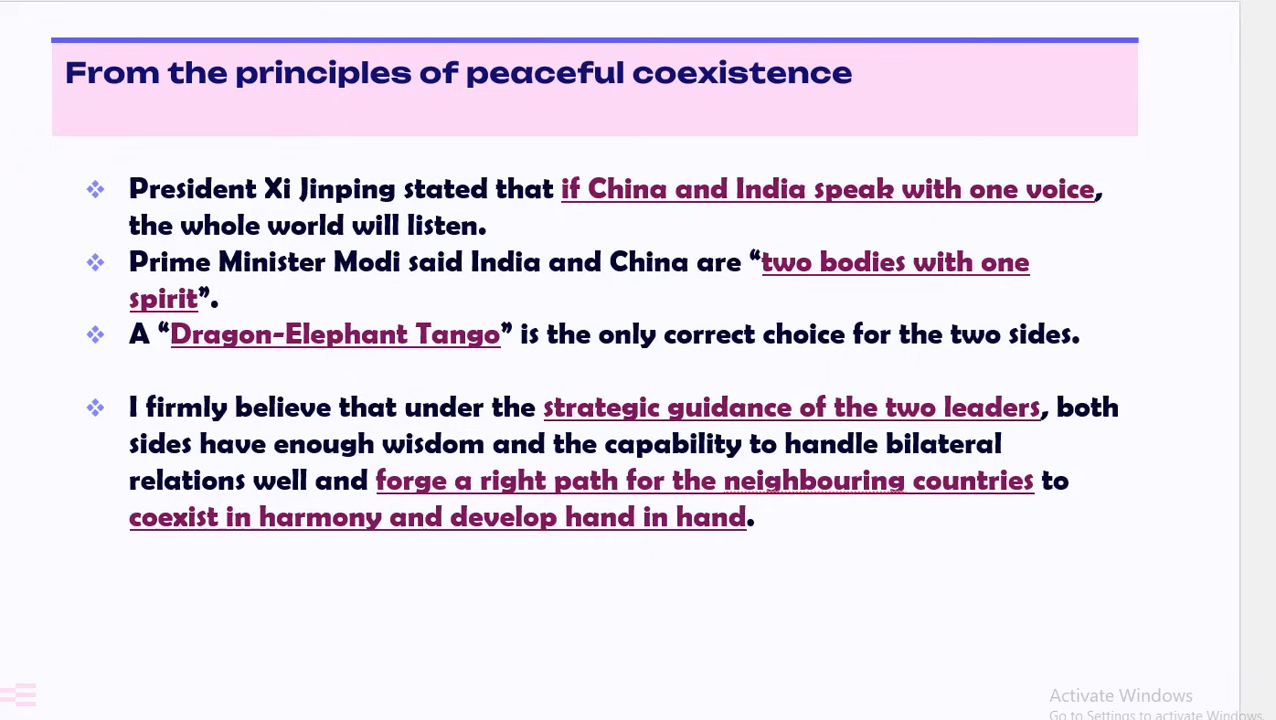 From the principles of peaceful coexistence
❖ President Xi Jinping stated that if China and India speak with one voice,
the whole world will listen.
❖ Prime Minister Modi said India and China are “two bodies with one
spirit”.
❖ A “Dragon-Elephant Tango” is the only correct choice for the two sides.
❖ I firmly believe that under the strategic guidance of the two leaders, both
sides have enough wisdom and the capability to handle bilateral
relations well and forge a right path for the neighbouring countries to
coexist in harmony and develop hand in hand.
Activate Windows
Go to Settings to activate Windows.